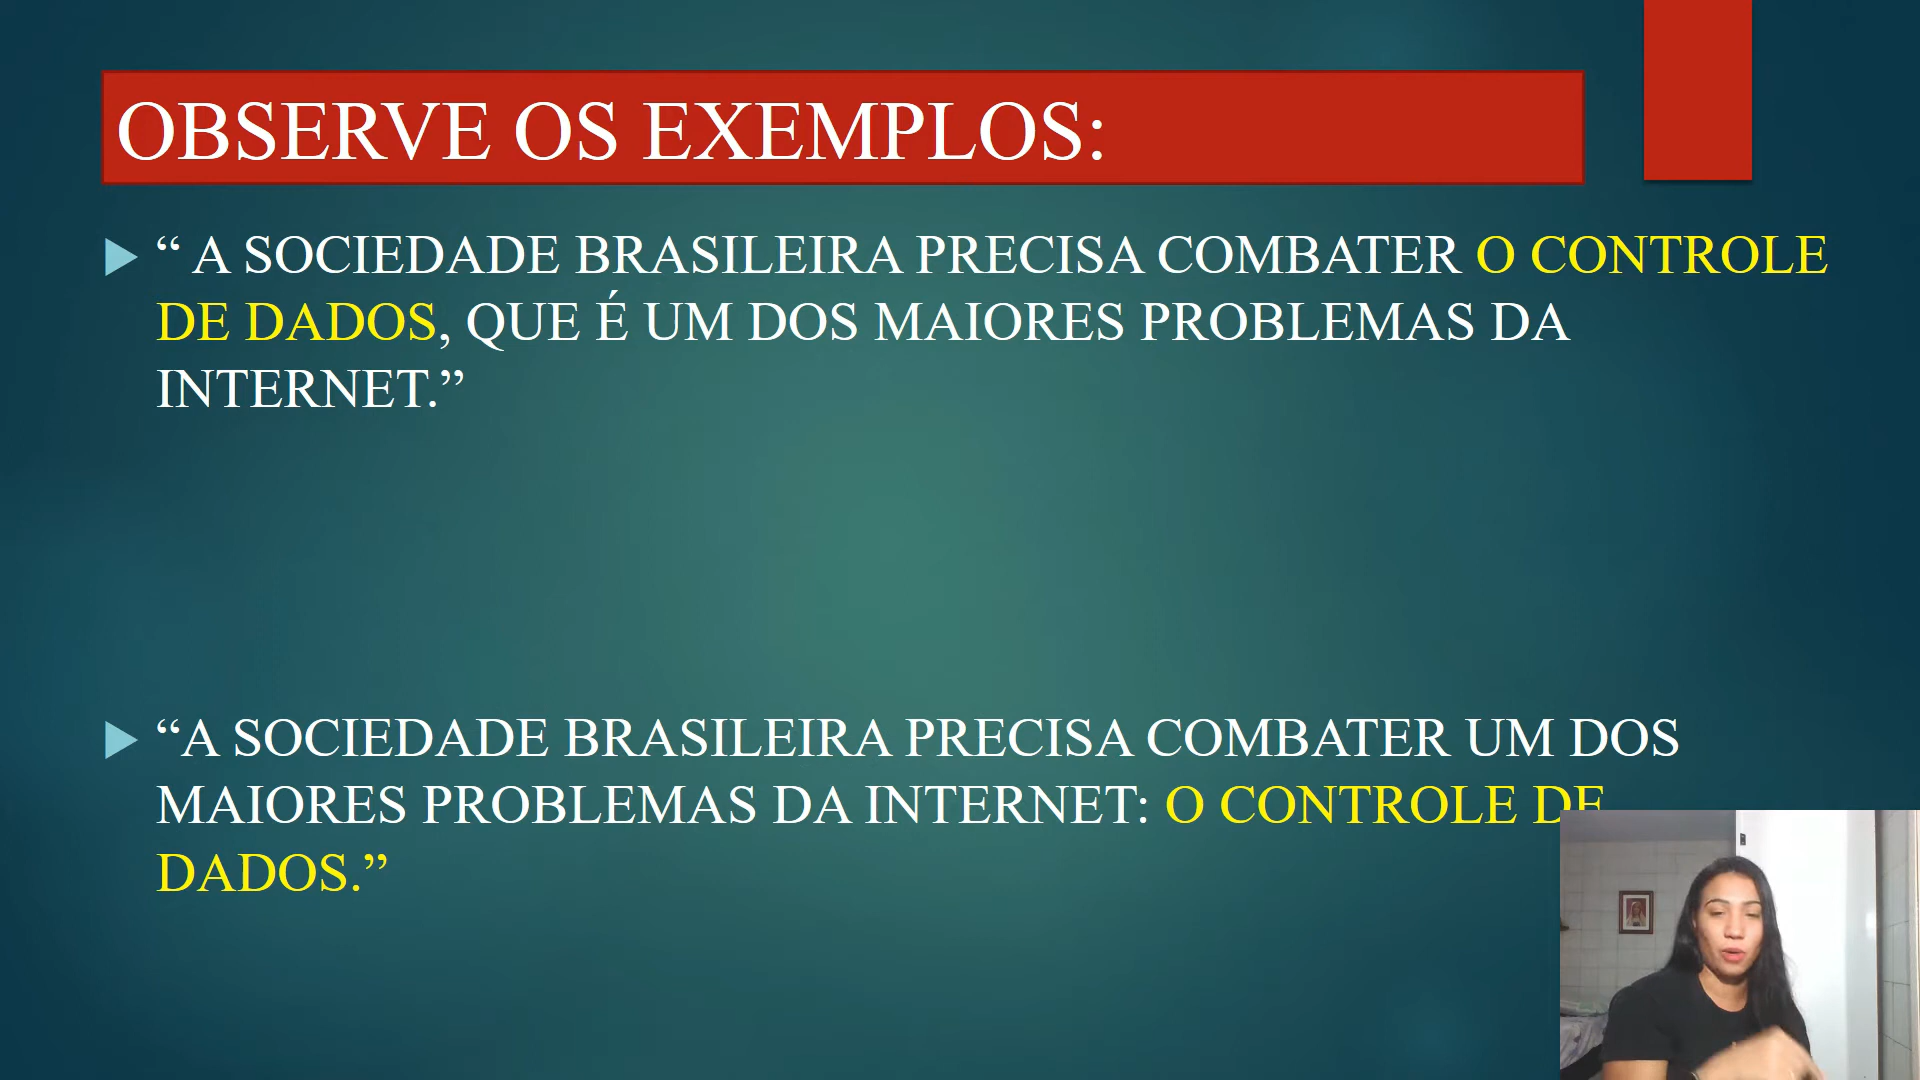 OBSERVE OS EXEMPLOS:
“ A SOCIEDADE BRASILEIRA PRECISA COMBATER O CONTROLE
DE DADOS, QUE É UM DOS MAIORES PROBLEMAS DA
INTERNET.”
“A SOCIEDADE BRASILEIRA PRECISA COMBATER UM DOS
MAIORES PROBLEMAS DA INTERNET: O CONTROLE DE
DADOS.”